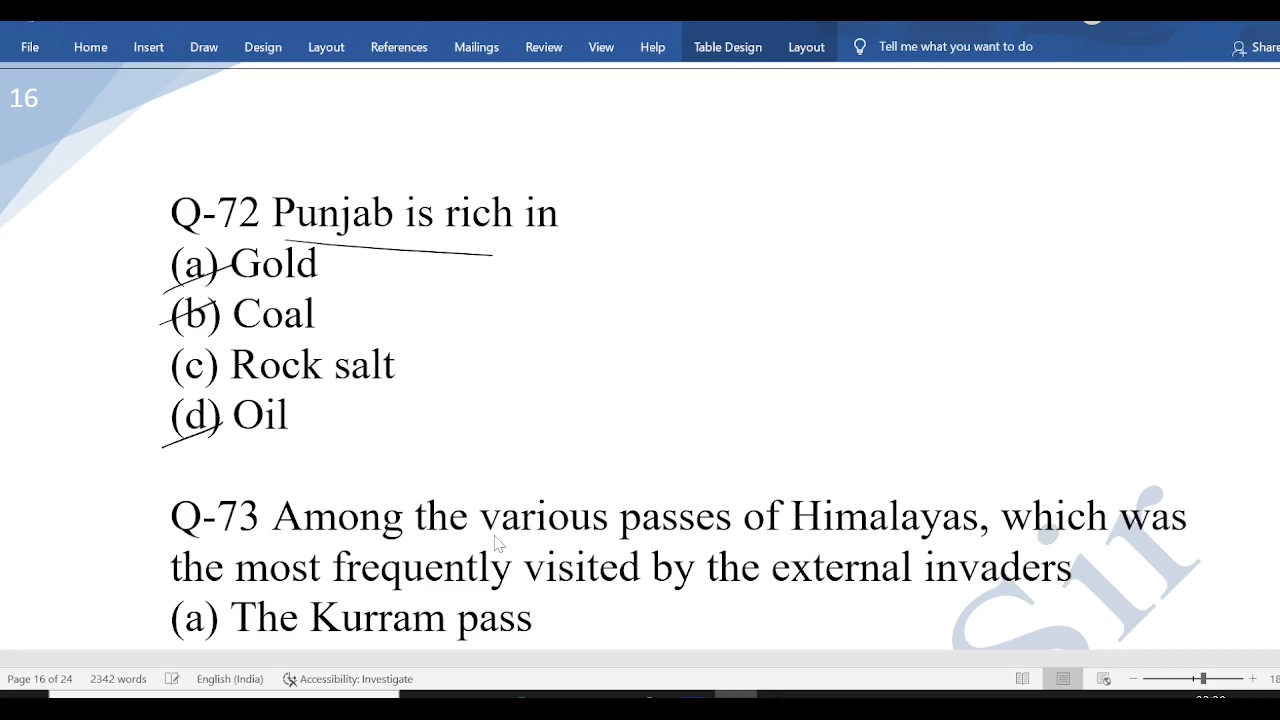 File Home Insert Draw Design Layout References Mailings Review View Help Table Design Layout Tell me what you want to do Share
16
Q-72 Punjab is rich in
(a) Gold
(b) Coal
(c) Rock salt
(d) Oil
Q-73 Among the various passes of Himalayas, which was
the most frequently visited by the external invaders
(a) The Kurram pass
Sir
Page 16 of 24 2342 words English (India) Accessibility: Investigate